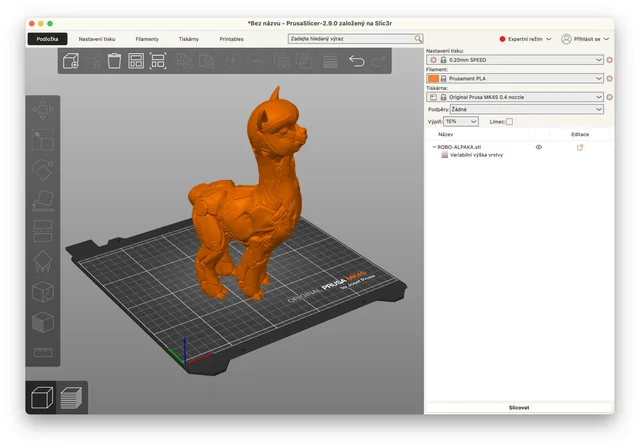 *Bez názvu - PrusaSlicer-2.9.0 založený na Slic3r
Podložka Nastavení tisku Filamenty Tiskárny Printables Zadejte hledaný výraz Expertní režim Přihlásit se
Nastavení tisku:
0.20mm SPEED
Filament:
Prusament PLA
Tiskárna:
Original Prusa MK4S 0.4 nozzle
Podpěry: Žádné
Výplň: 15% Límec:
Název Editace
ROBO-ALPAKA.stl
Variabilní výška vrstvy
ORIGINAL PRUSA MK4S
by Josef Prusa
Slicovat